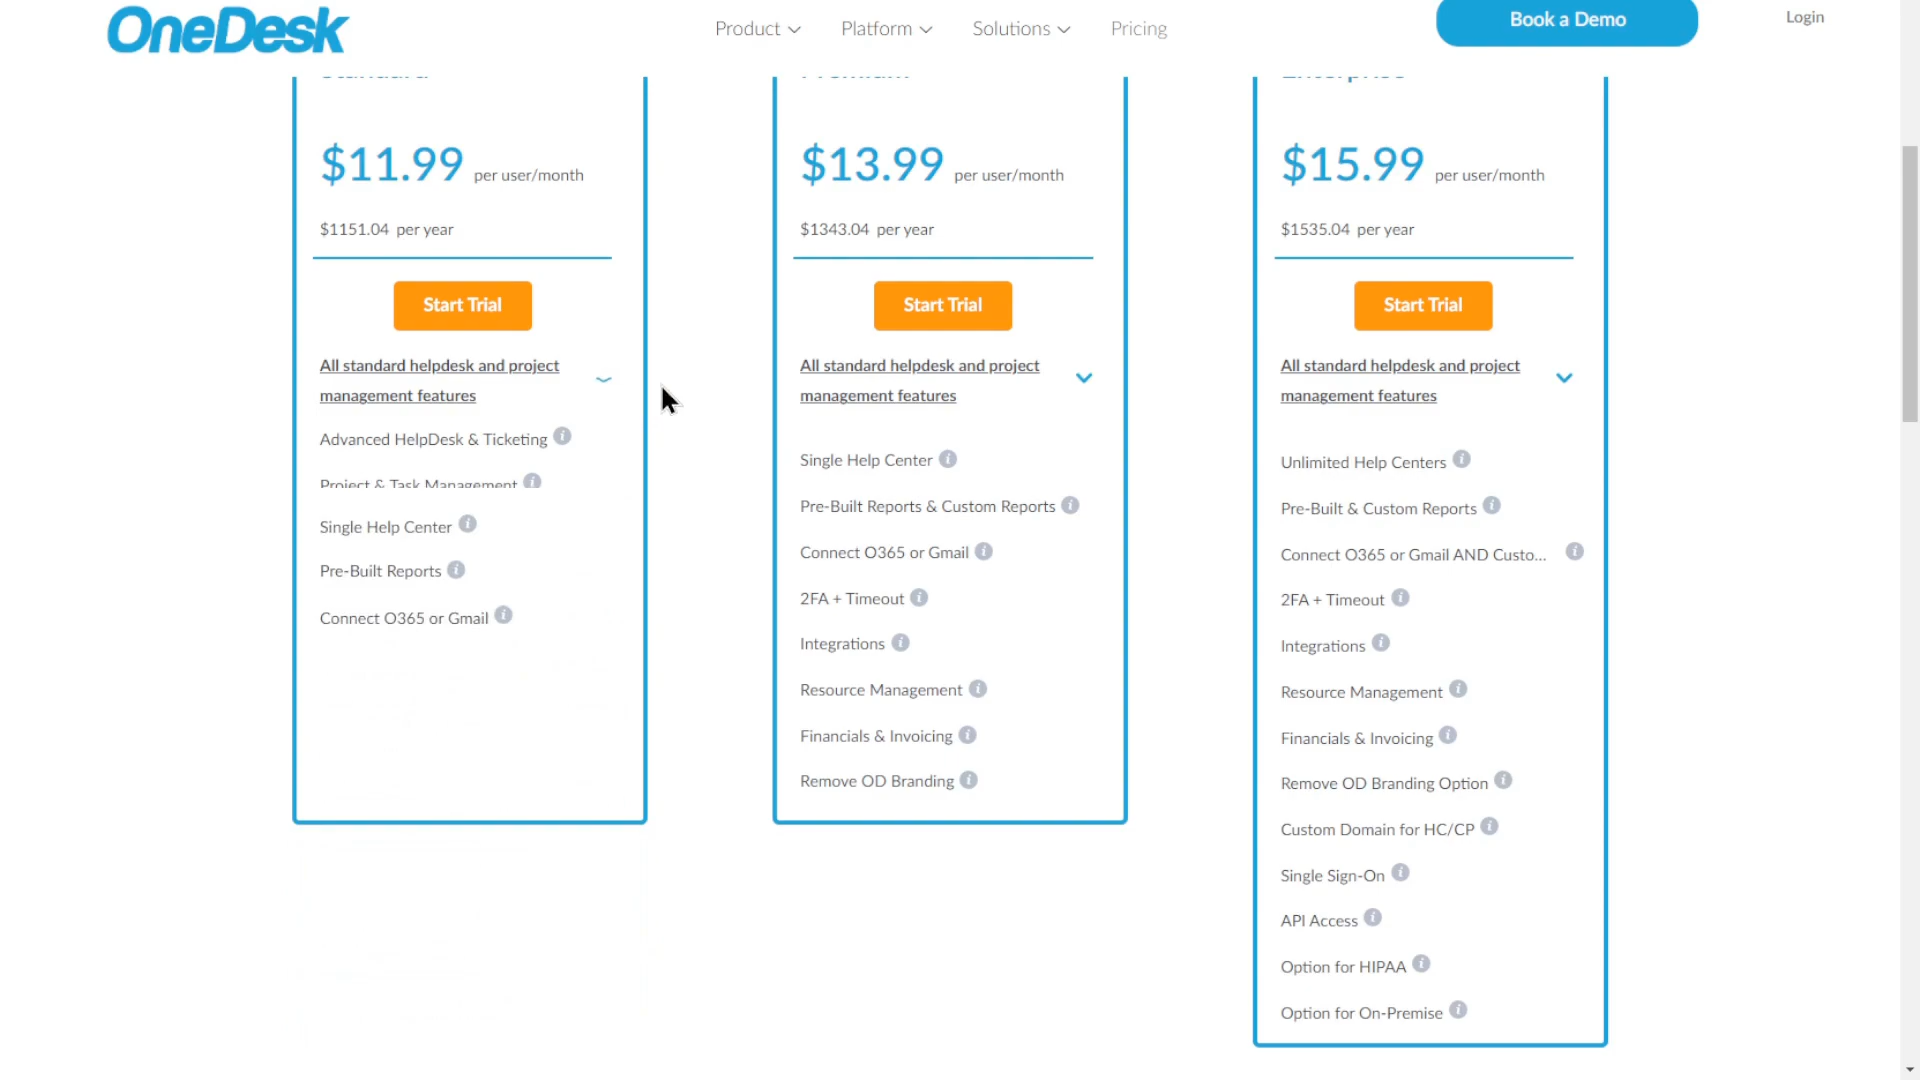 OneDesk
Product
Platform
Solutions
Pricing
Book a Demo
Login
$11.99 per user/month
$1151.04 per year
Start Trial
All standard helpdesk and project
management features
Advanced HelpDesk & Ticketing
Project & Task Management
Single Help Center
Pre-Built Reports
Connect O365 or Gmail
$13.99 per user/month
$1343.04 per year
Start Trial
All standard helpdesk and project
management features
Single Help Center
Pre-Built Reports & Custom Reports
Connect O365 or Gmail
2FA + Timeout
Integrations
Resource Management
Financials & Invoicing
Remove OD Branding
$15.99 per user/month
$1535.04 per year
Start Trial
All standard helpdesk and project
management features
Unlimited Help Centers
Pre-Built & Custom Reports
Connect O365 or Gmail AND Custo...
2FA + Timeout
Integrations
Resource Management
Financials & Invoicing
Remove OD Branding Option
Custom Domain for HC/CP
Single Sign-On
API Access
Option for HIPAA
Option for On-Premise